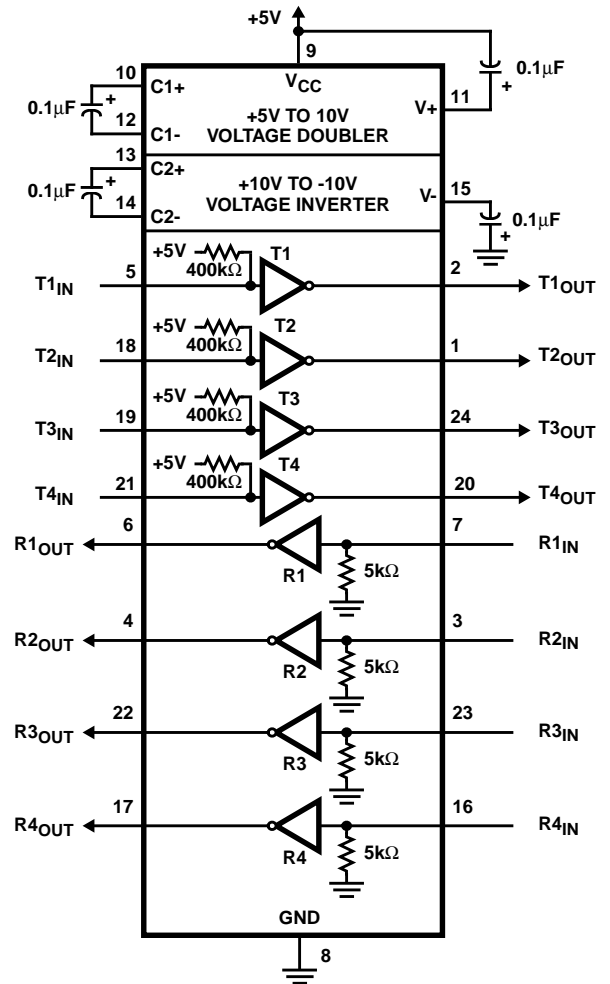 +5V
9
10
0.1μF
+
12
C1+
C1-
VCC
+5V TO 10V
VOLTAGE DOUBLER
V+
11
0.1μF
+
13
0.1μF
+
14
C2+
C2-
+10V TO -10V
VOLTAGE INVERTER
V-
15
0.1μF
+
T1IN
5
+5V
400kΩ
T1
2
T1OUT
T2IN
18
+5V
400kΩ
T2
1
T2OUT
T3IN
19
+5V
400kΩ
T3
24
T3OUT
T4IN
21
+5V
400kΩ
T4
20
T4OUT
R1OUT
6
R1
5kΩ
7
R1IN
R2OUT
4
R2
5kΩ
3
R2IN
R3OUT
22
R3
5kΩ
23
R3IN
R4OUT
17
R4
5kΩ
16
R4IN
GND
8